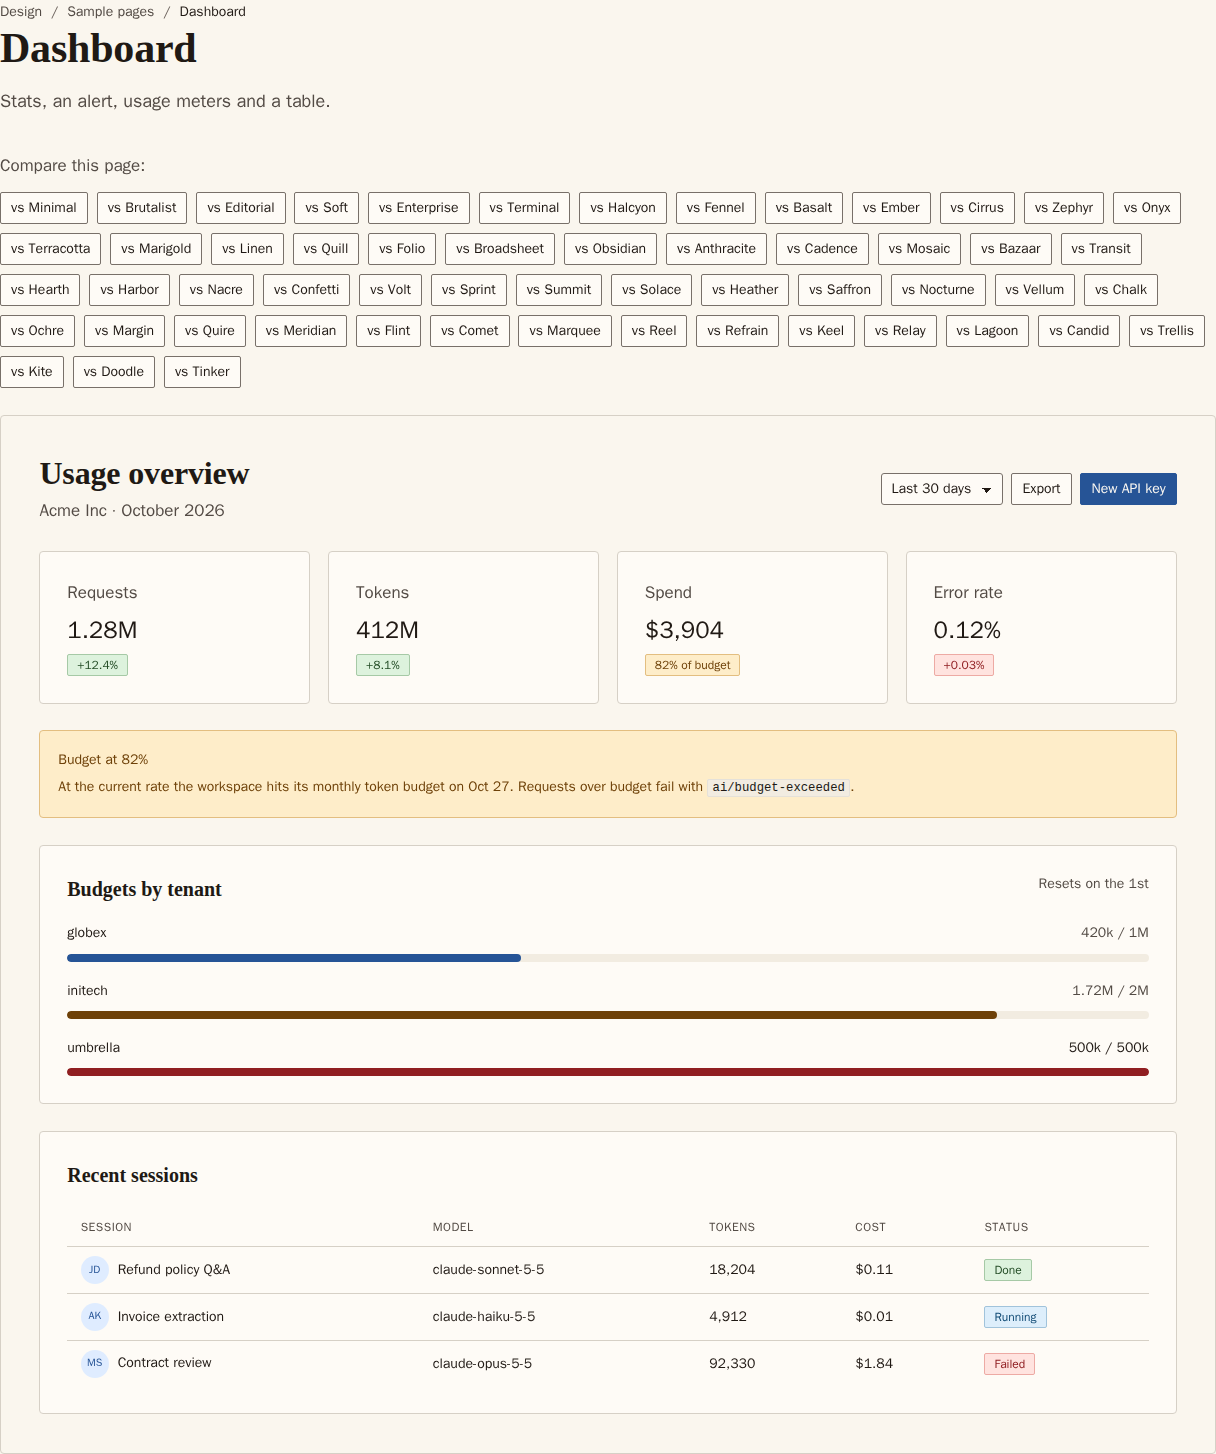 Design / Sample pages / Dashboard
Dashboard
Stats, an alert, usage meters and a table.
Compare this page:
vs Minimal vs Brutalist vs Editorial vs Soft vs Enterprise vs Terminal vs Halcyon vs Fennel vs Basalt vs Ember vs Cirrus vs Zephyr vs Onyx
vs Terracotta vs Marigold vs Linen vs Quill vs Folio vs Broadsheet vs Obsidian vs Anthracite vs Cadence vs Mosaic vs Bazaar vs Transit
vs Hearth vs Harbor vs Nacre vs Confetti vs Volt vs Sprint vs Summit vs Solace vs Heather vs Saffron vs Nocturne vs Vellum vs Chalk
vs Ochre vs Margin vs Quire vs Meridian vs Flint vs Comet vs Marquee vs Reel vs Refrain vs Keel vs Relay vs Lagoon vs Candid vs Trellis
vs Kite vs Doodle vs Tinker
Usage overview
Last 30 days Export New API key
Acme Inc · October 2026
Requests Tokens Spend Error rate
1.28M 412M $3,904 0.12%
+12.4% +8.1% 82% of budget +0.03%
Budget at 82%
At the current rate the workspace hits its monthly token budget on Oct 27. Requests over budget fail with ai/budget-exceeded.
Budgets by tenant Resets on the 1st
globex 420k / 1M
initech 1.72M / 2M
umbrella 500k / 500k
Recent sessions
SESSION MODEL TOKENS COST STATUS
JD Refund policy Q&A claude-sonnet-5-5 18,204 $0.11 Done
AK Invoice extraction claude-haiku-5-5 4,912 $0.01 Running
MS Contract review claude-opus-5-5 92,330 $1.84 Failed